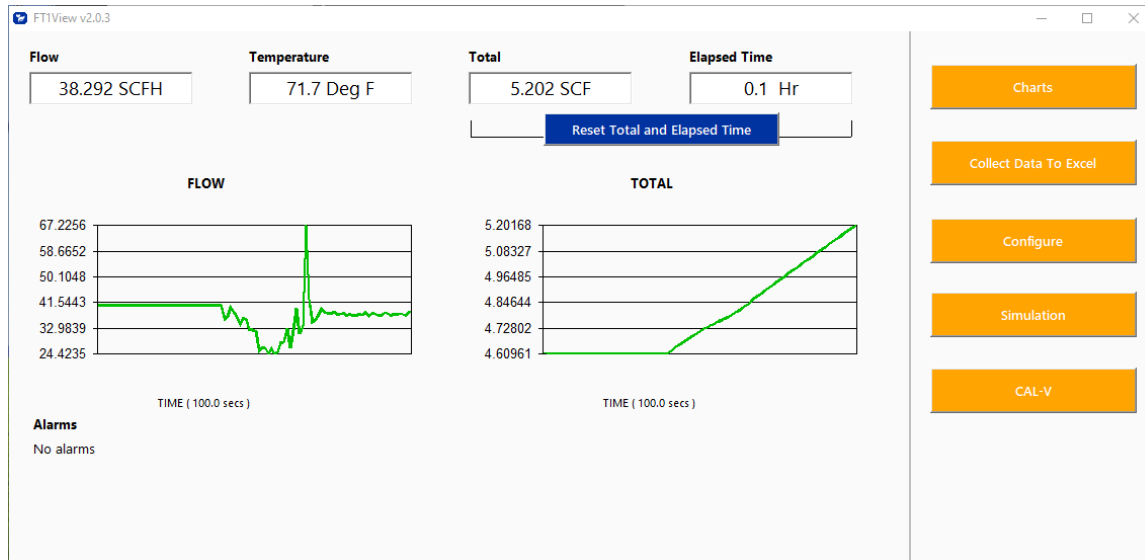 FT1View v2.0.3
Flow Temperature Total Elapsed Time
38.292 SCFH 71.7 Deg F 5.202 SCF 0.1 Hr
Reset Total and Elapsed Time
Charts
Collect Data To Excel
Configure
Simulation
CAL-V
FLOW
67.2256
58.6652
50.1048
41.5443
32.9839
24.4235
TIME ( 100.0 secs )
TOTAL
5.20168
5.08327
4.96485
4.84644
4.72802
4.60961
TIME ( 100.0 secs )
Alarms
No alarms